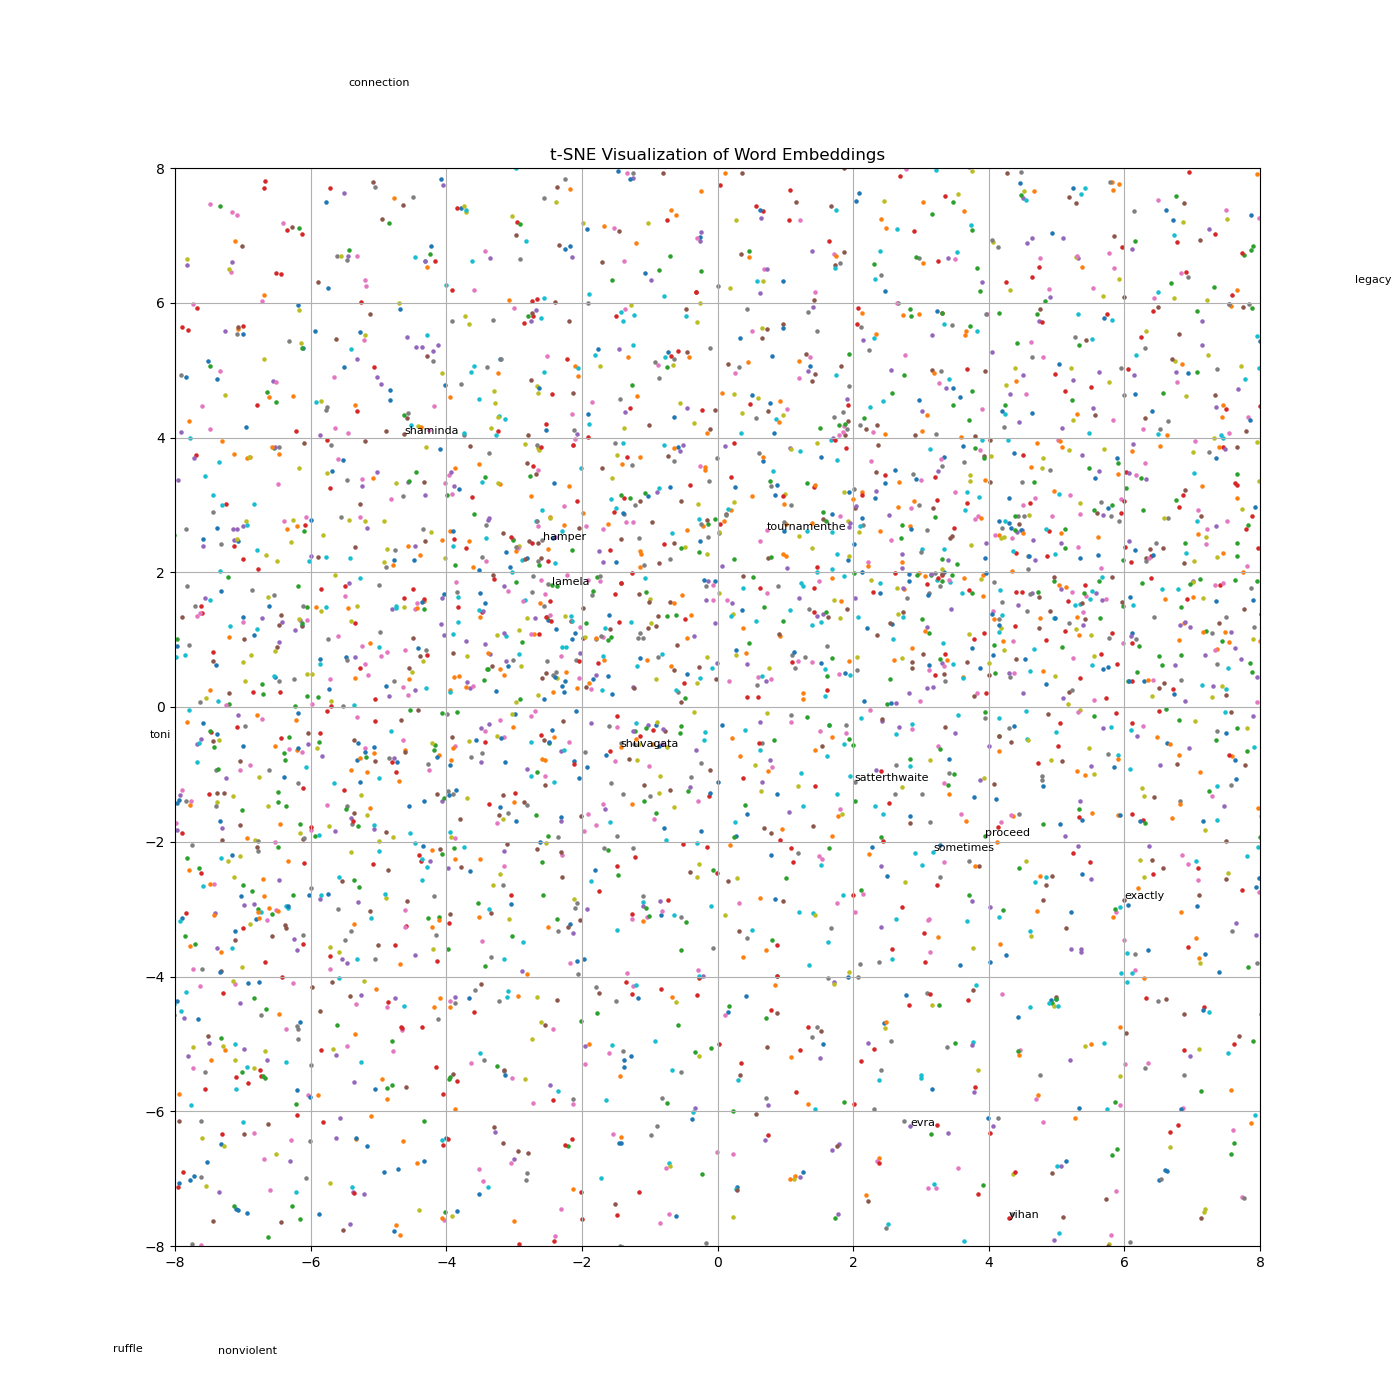 connection
t-SNE Visualization of Word Embeddings
8
legacy
6
shaminda
4
tournamenthe
hamper
lamela
2
0
toni
shuvagata
satterthwaite
proceed
sometimes
−2
exactly
−4
−6
evra
vihan
−8
−8 −6 −4 −2 0 2 4 6 8
ruffle
nonviolent